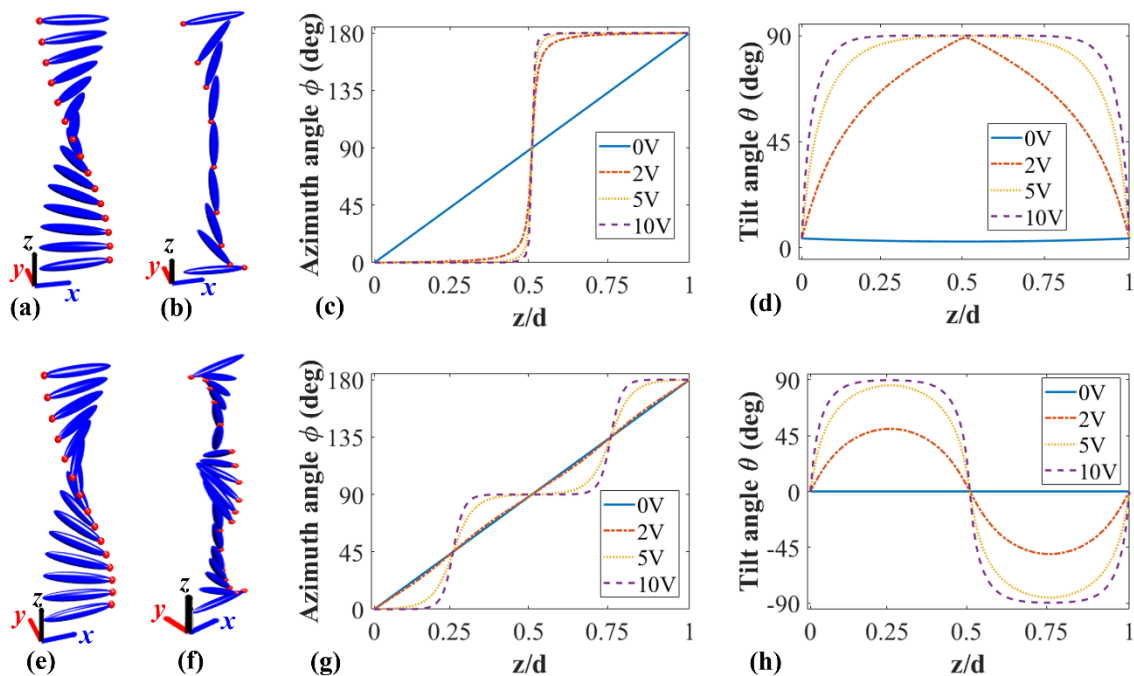 z
y
x
(a)
z
y
x
(b)
Azimuth angle ϕ (deg)
180
135
90
45
0
0 0.25 0.5 0.75 1
z/d
0V
2V
5V
10V
(c)
Tilt angle θ (deg)
90
45
0
0 0.25 0.5 0.75 1
z/d
0V
2V
5V
10V
(d)
z
y
x
(e)
z
y
x
(f)
Azimuth angle ϕ (deg)
180
135
90
45
0
0 0.25 0.5 0.75 1
z/d
0V
2V
5V
10V
(g)
Tilt angle θ (deg)
90
45
0
-45
-90
0 0.25 0.5 0.75 1
z/d
0V
2V
5V
10V
(h)